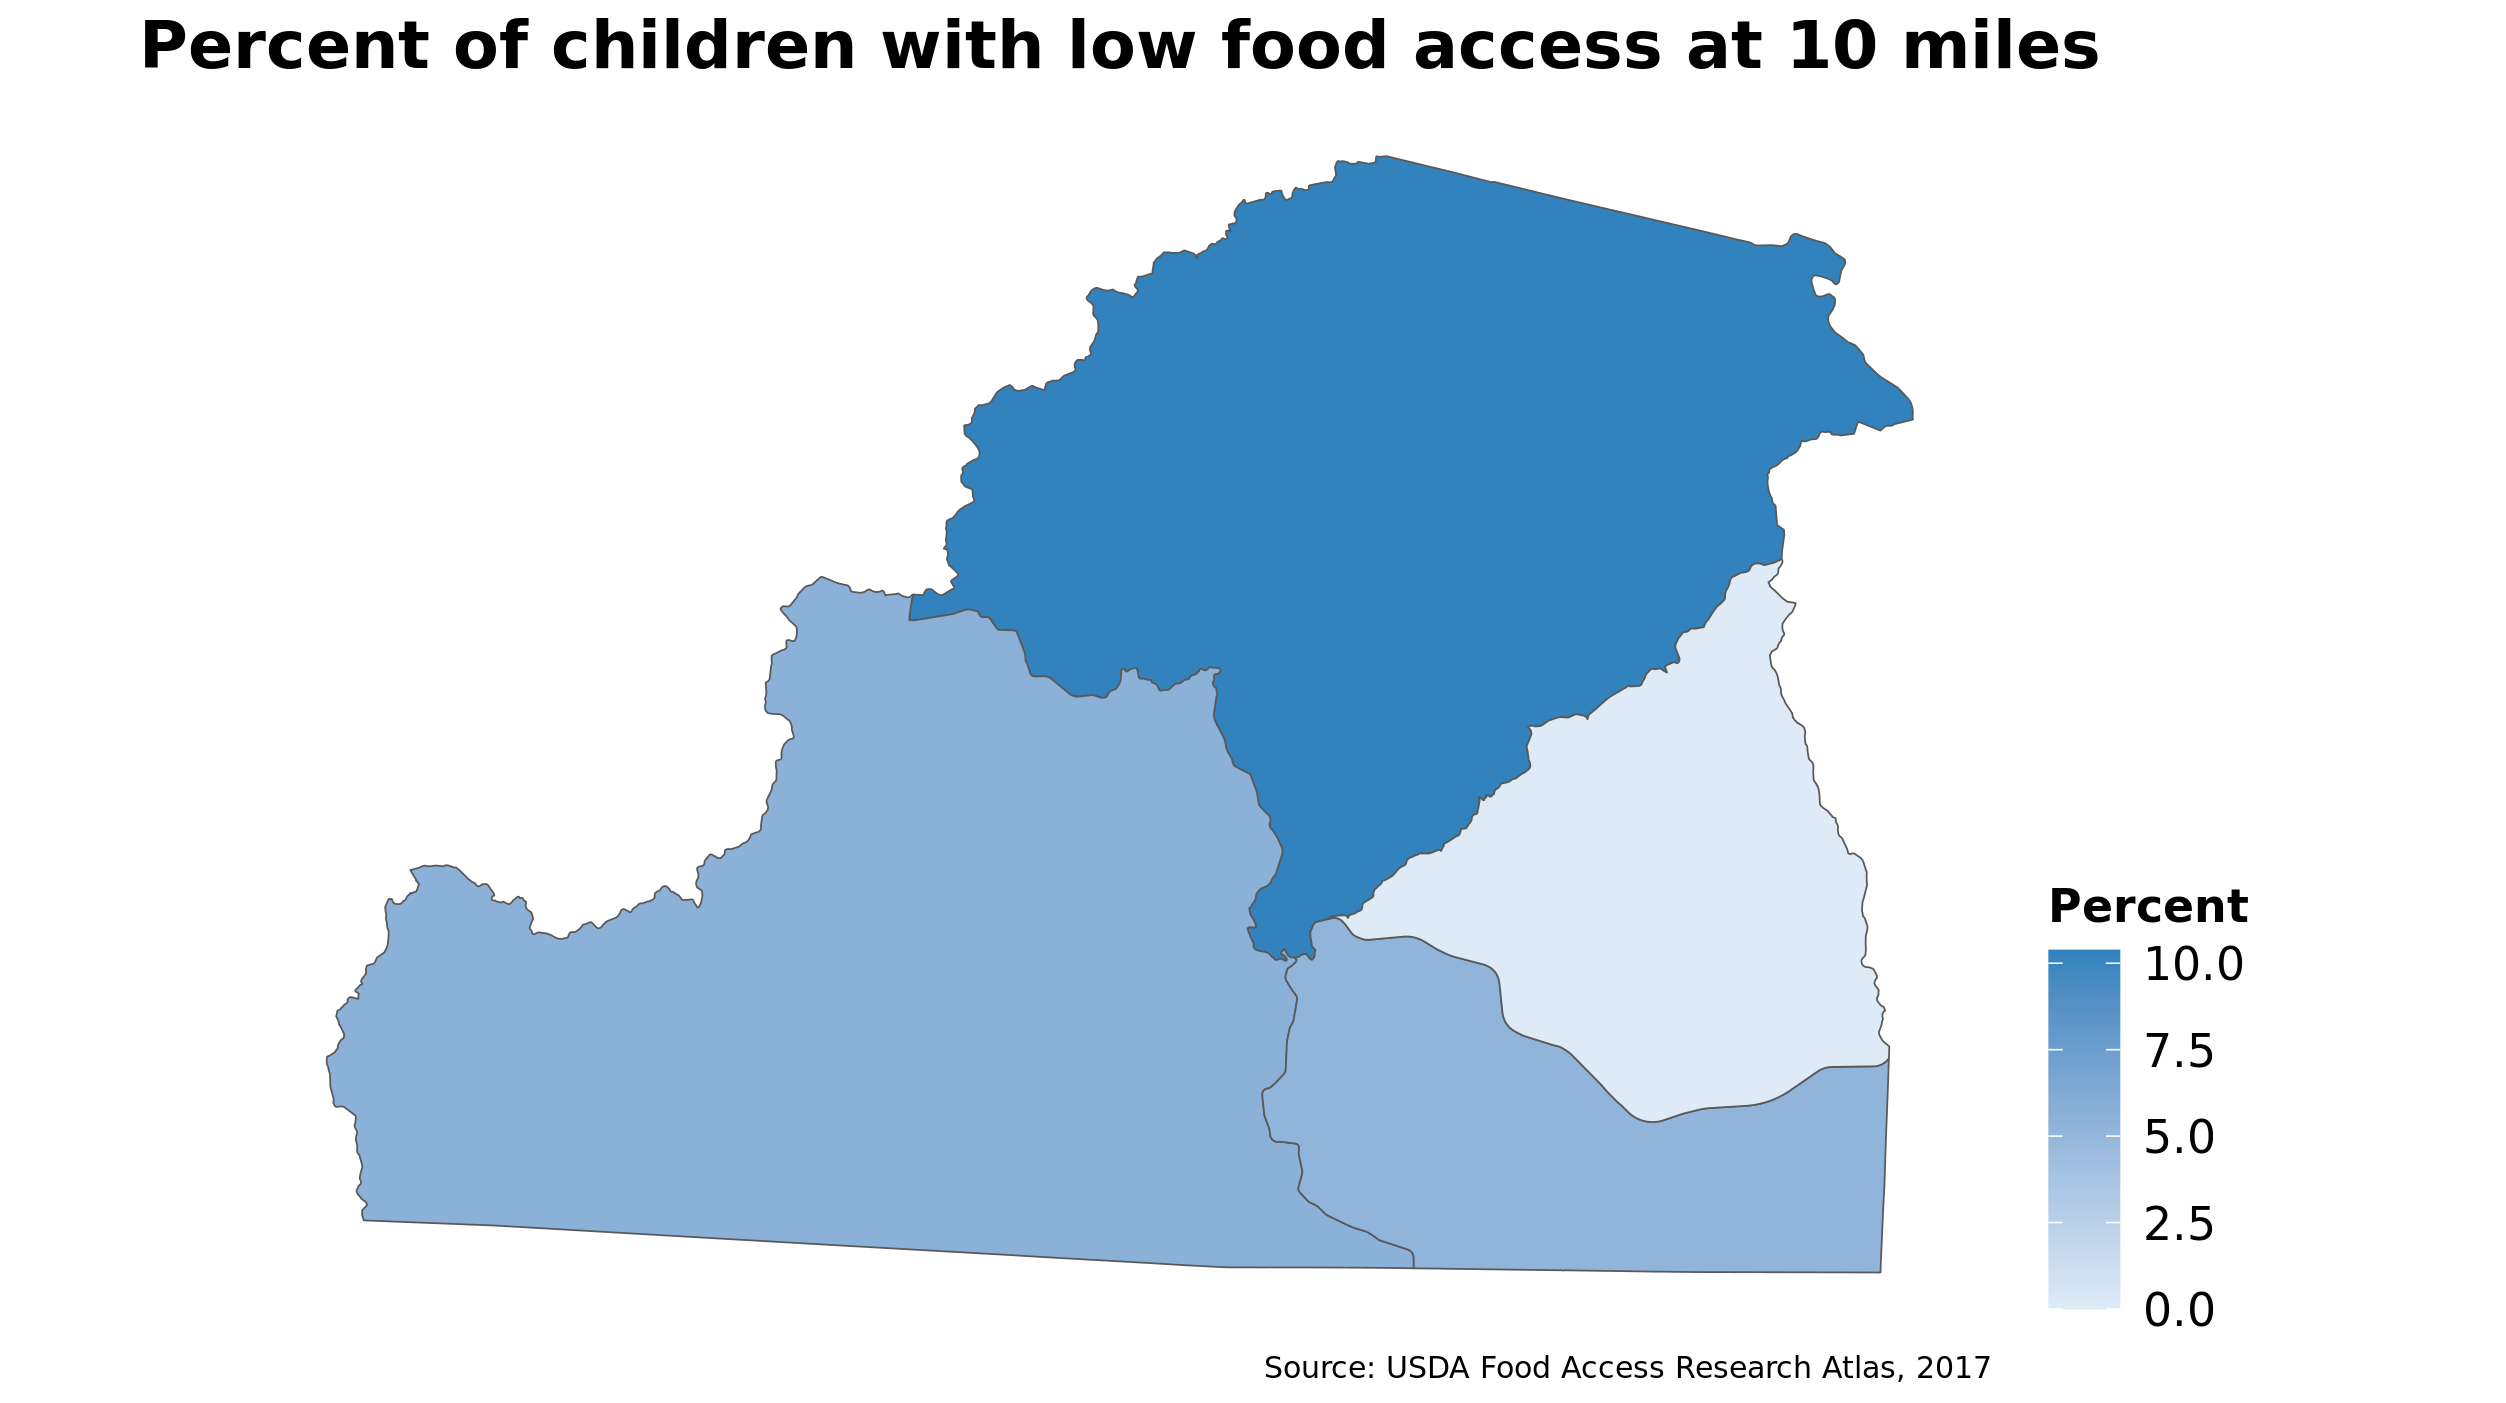 Percent of children with low food access at 10 miles
Percent
10.0
7.5
5.0
2.5
0.0
Source: USDA Food Access Research Atlas, 2017